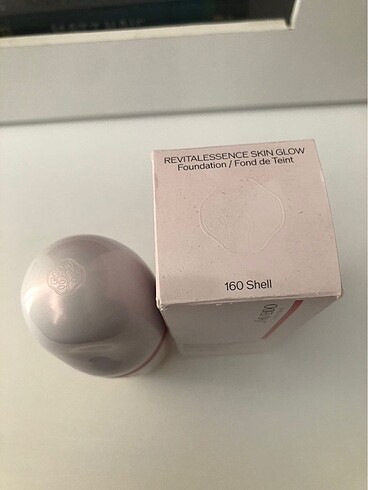 REVITALESSENCE SKIN GLOW
Foundation / Fond de Teint
160 Shell